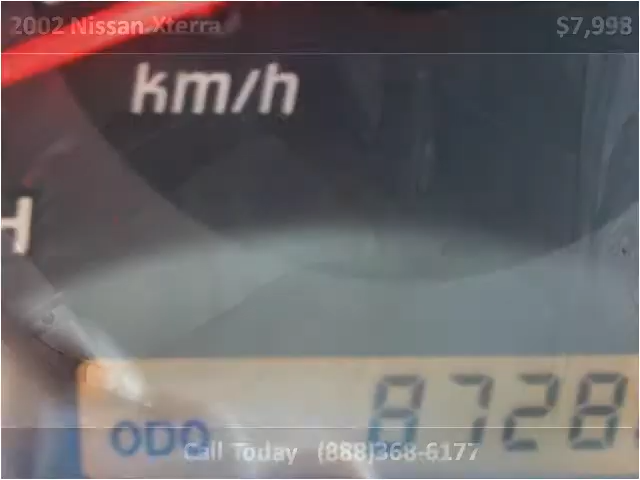 2002 Nissan Xterra $7,998
km/h
H
8728
ODO
Call Today (888)368-6177